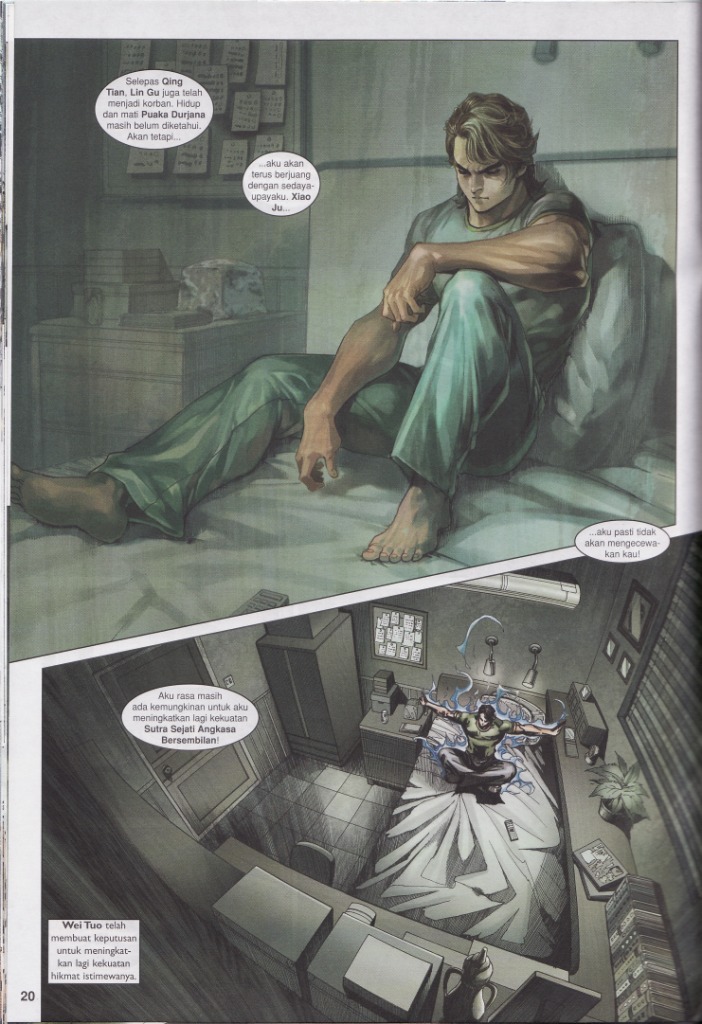 Selepas Qing
Tian, Lin Gu juga telah
menjadi korban. Hidup
dan mati Puaka Durjana
masih belum diketahui.
Akan tetapi...
...aku akan
terus berjuang
dengan sedaya-
upayaku. Xiao
Ju...
...aku pasti tidak
akan mengecewa-
kan kau!
Aku rasa masih
ada kemungkinan untuk aku
meningkatkan lagi kekuatan
Sutra Sejati Angkasa
Bersembilan!
Wei Tuo telah
membuat keputusan
untuk meningkat-
kan lagi kekuatan
hikmat istimewanya.
20